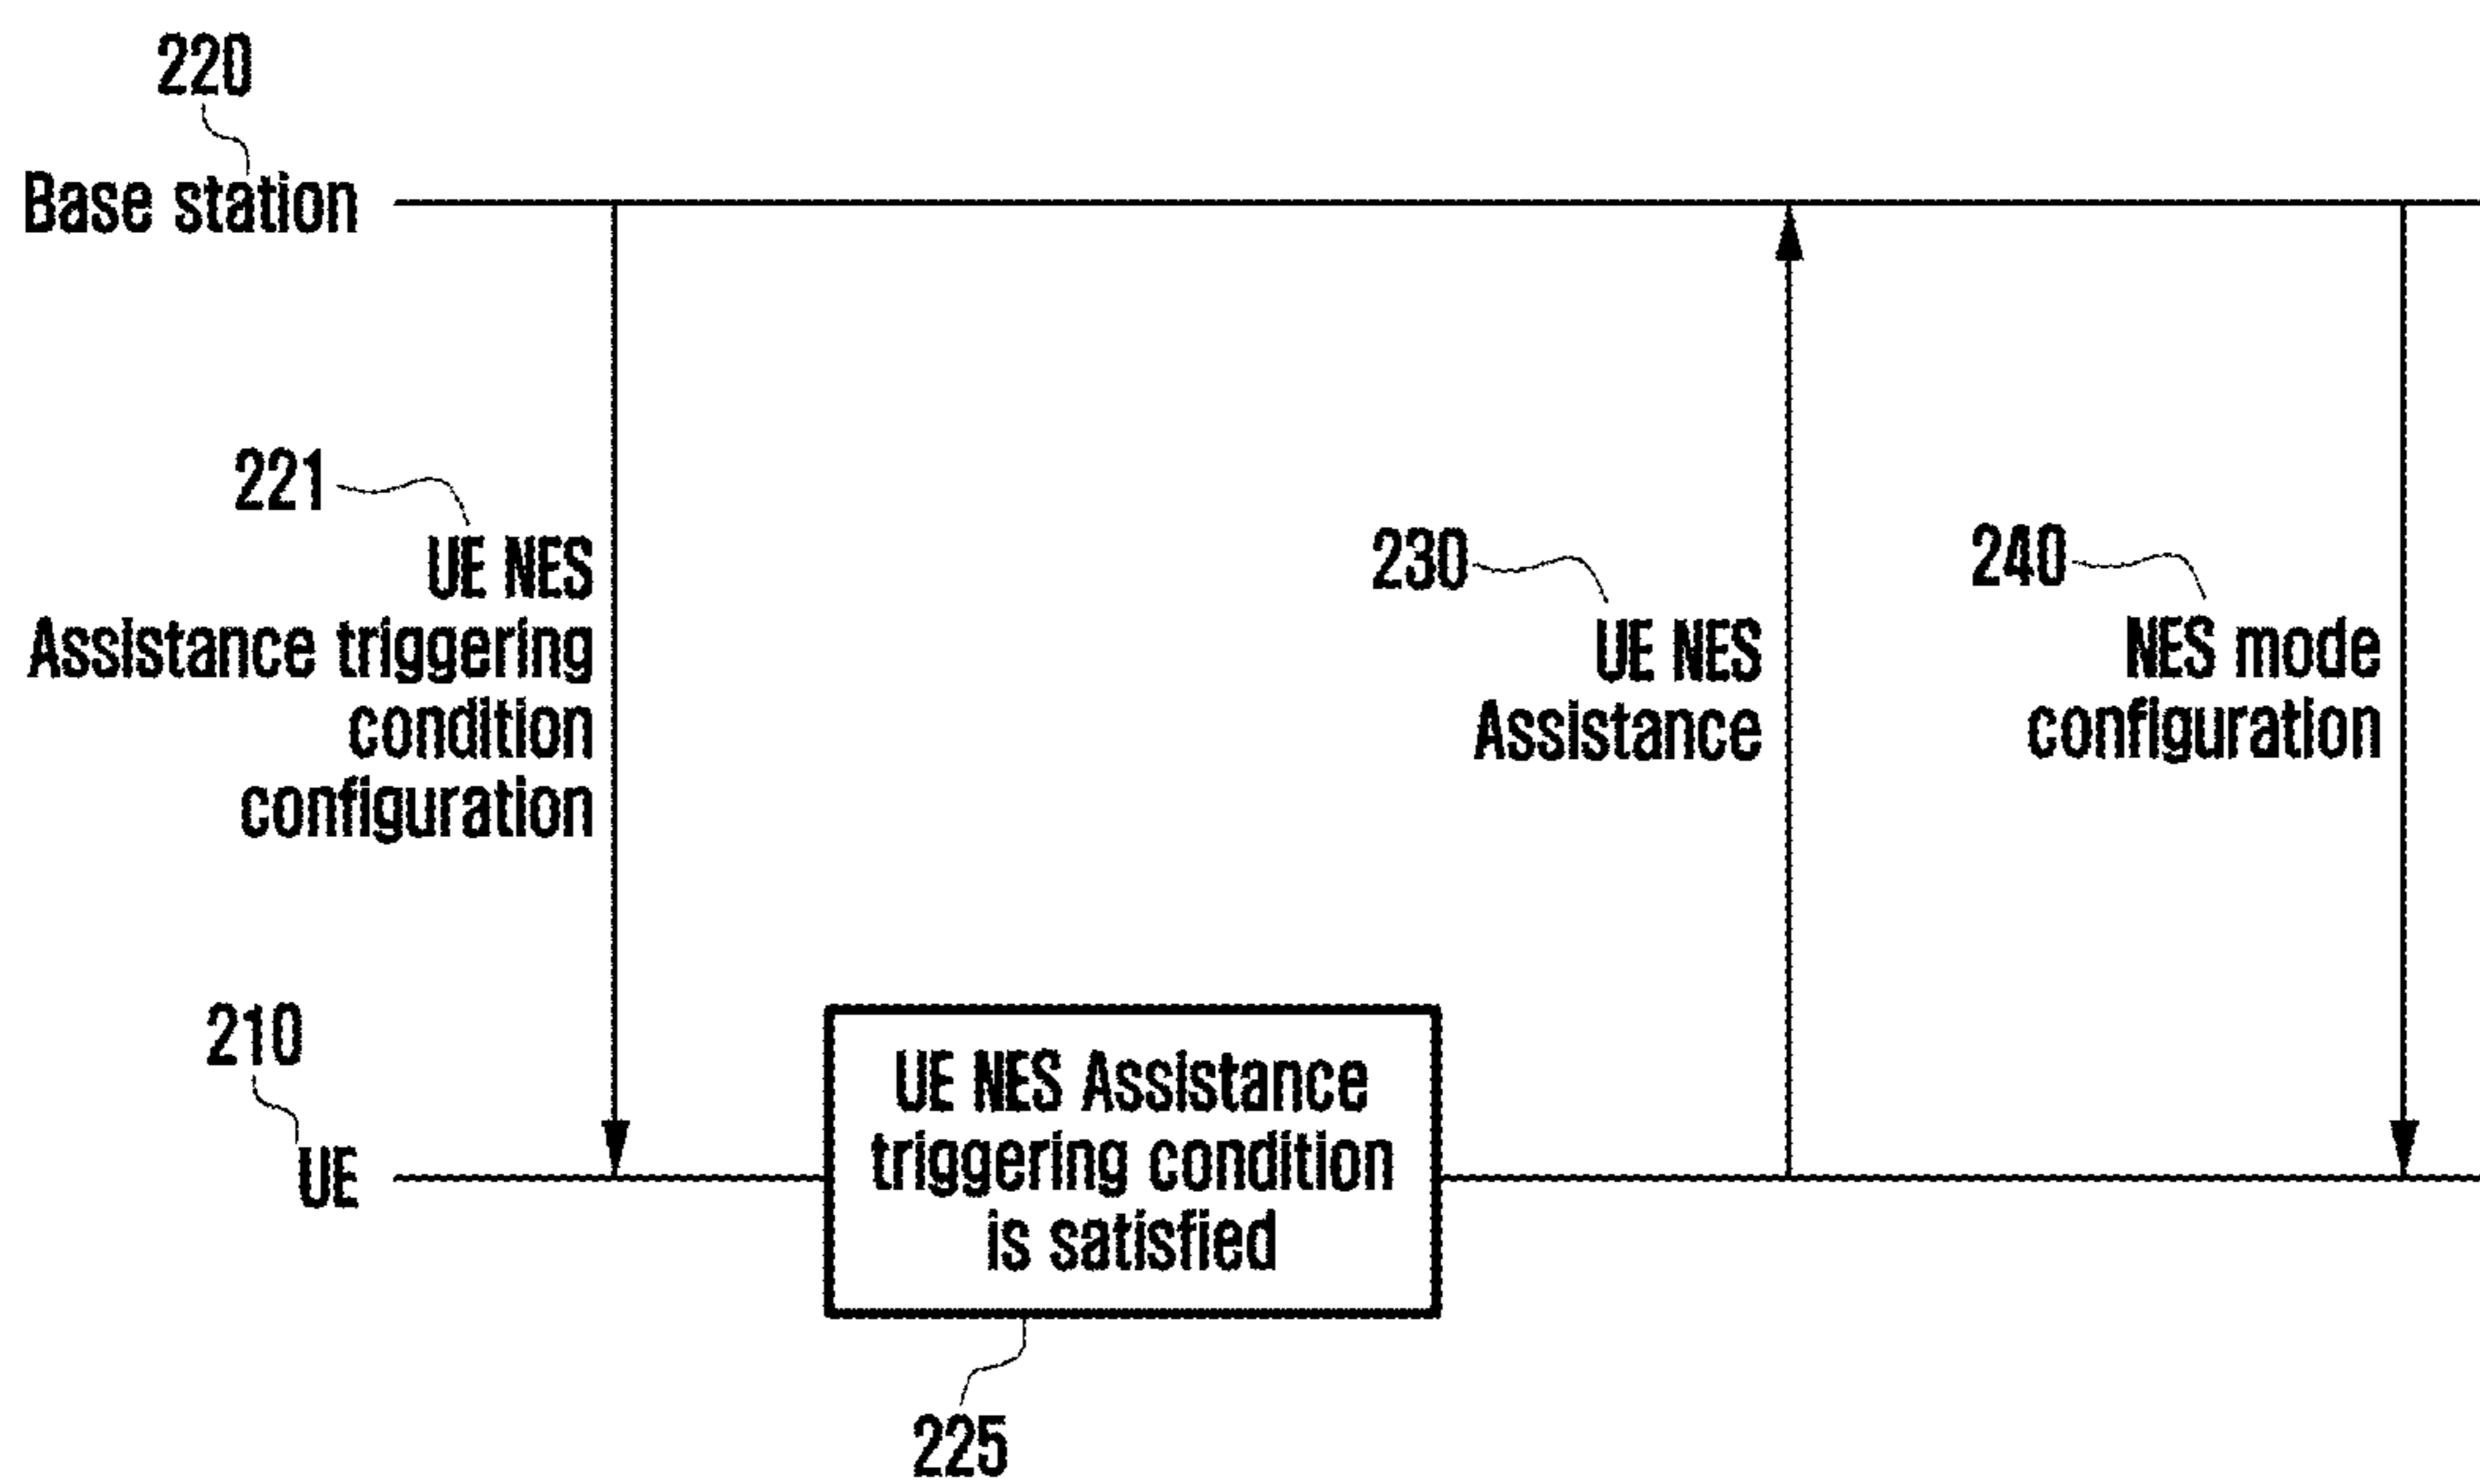 220
Base station
221
UE NES
Assistance triggering
condition
configuration
230
UE NES
Assistance
240
NES mode
configuration
210
UE
UE NES Assistance
triggering condition
is satisfied
225